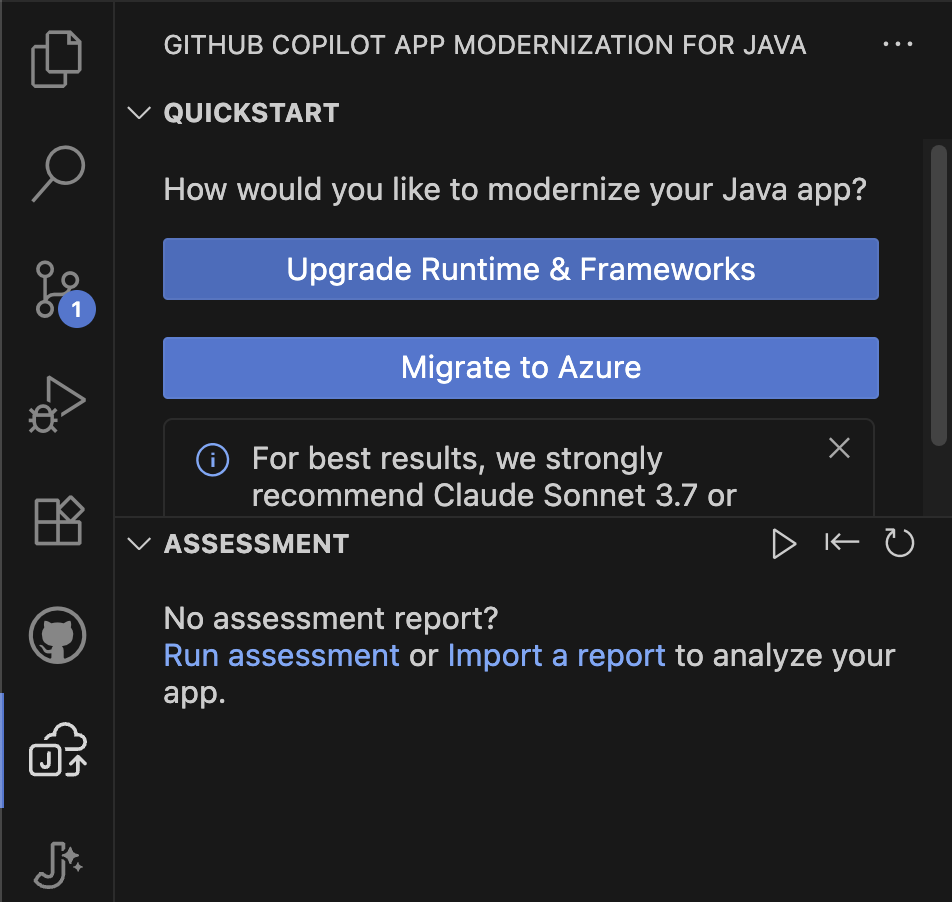 GITHUB COPILOT APP MODERNIZATION FOR JAVA
QUICKSTART
How would you like to modernize your Java app?
Upgrade Runtime & Frameworks
1
Migrate to Azure
For best results, we strongly
recommend Claude Sonnet 3.7 or
ASSESSMENT
No assessment report?
Run assessment or Import a report to analyze your
app.
J